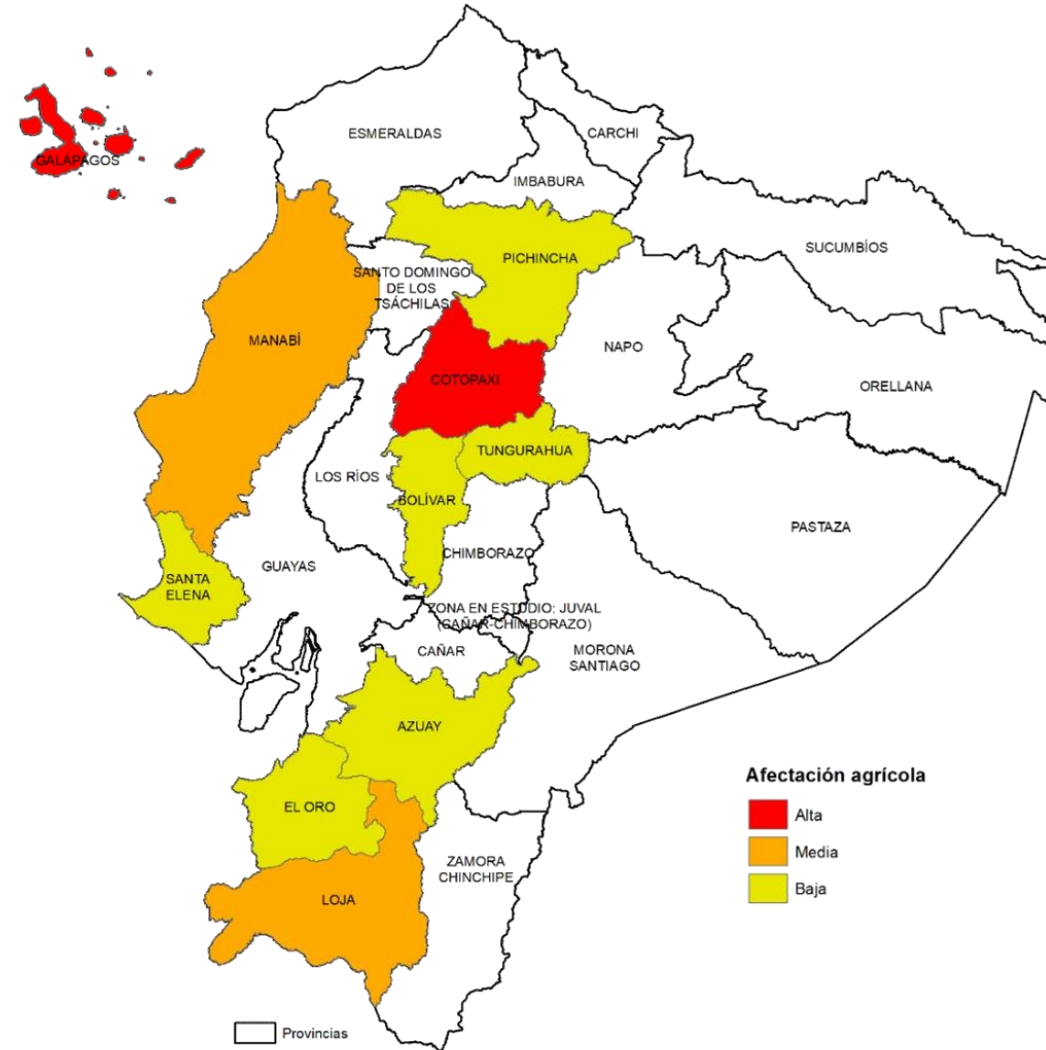 ESMERALDAS
CARCHI
GALÁPAGOS
IMBABURA
SUCUMBÍOS
PICHINCHA
SANTO DOMINGO
DE LOS
TSÁCHILAS
MANABÍ
NAPO
COTOPAXI
ORELLANA
TUNGURAHUA
LOS RÍOS
BOLÍVAR
PASTAZA
CHIMBORAZO
GUAYAS
SANTA
ELENA
ZONA EN ESTUDIO: JUVAL
(CAÑAR-CHIMBORAZO)
CAÑAR
MORONA
SANTIAGO
AZUAY
Afectación agrícola
Alta
Media
Baja
EL ORO
ZAMORA
CHINCHIPE
LOJA
Provincias